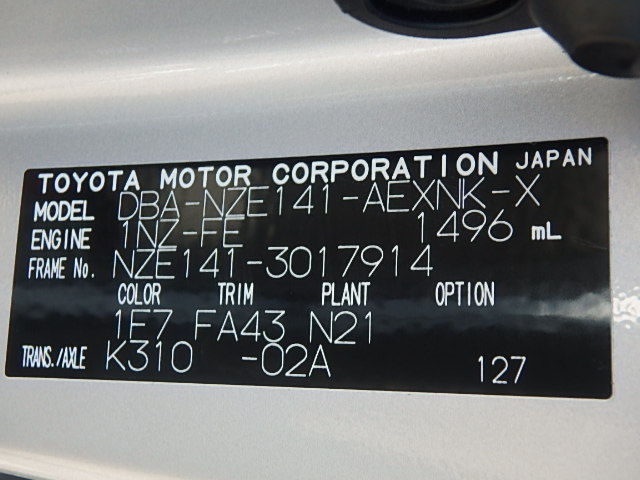 TOYOTA MOTOR CORPORATION JAPAN
MODEL DBA-NZE141-AEXNK-X
ENGINE 1NZ-FE 1496 mL
FRAME No. NZE141-3017914
COLOR TRIM PLANT OPTION
1E7 FA43 N21
TRANS./AXLE K310 -02A 127